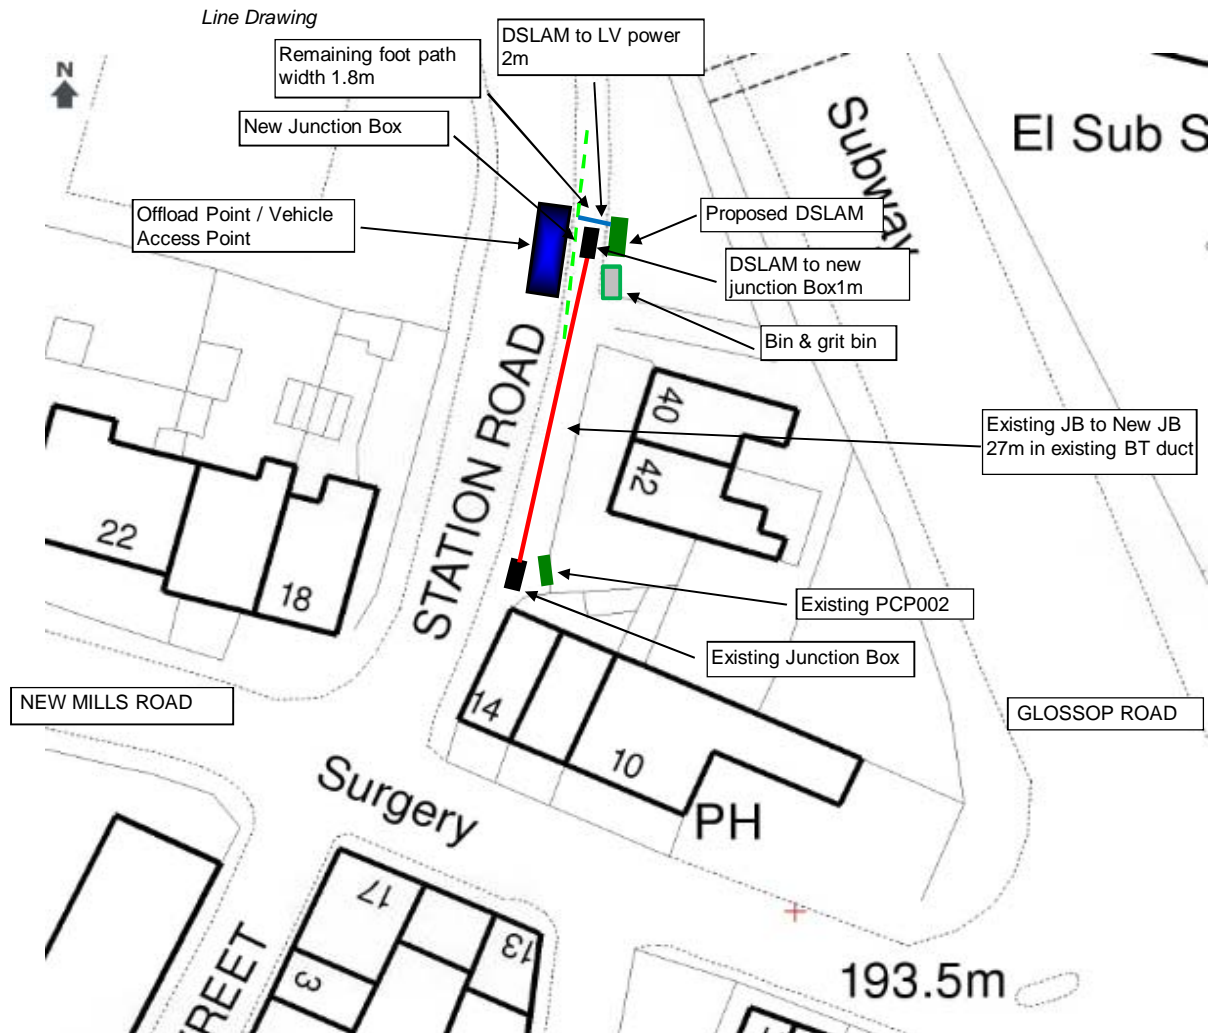 Line Drawing
DSLAM to LV power
2m
Remaining foot path
width 1.8m
N
New Junction Box
El Sub S
Subway
Offload Point / Vehicle
Access Point
Proposed DSLAM
DSLAM to new
junction Box1m
Bin & grit bin
STATION ROAD
40
42
Existing JB to New JB
27m in existing BT duct
22
18
Existing PCP002
Existing Junction Box
NEW MILLS ROAD
GLOSSOP ROAD
14
10
PH
Surgery
17
13
3
REET
193.5m